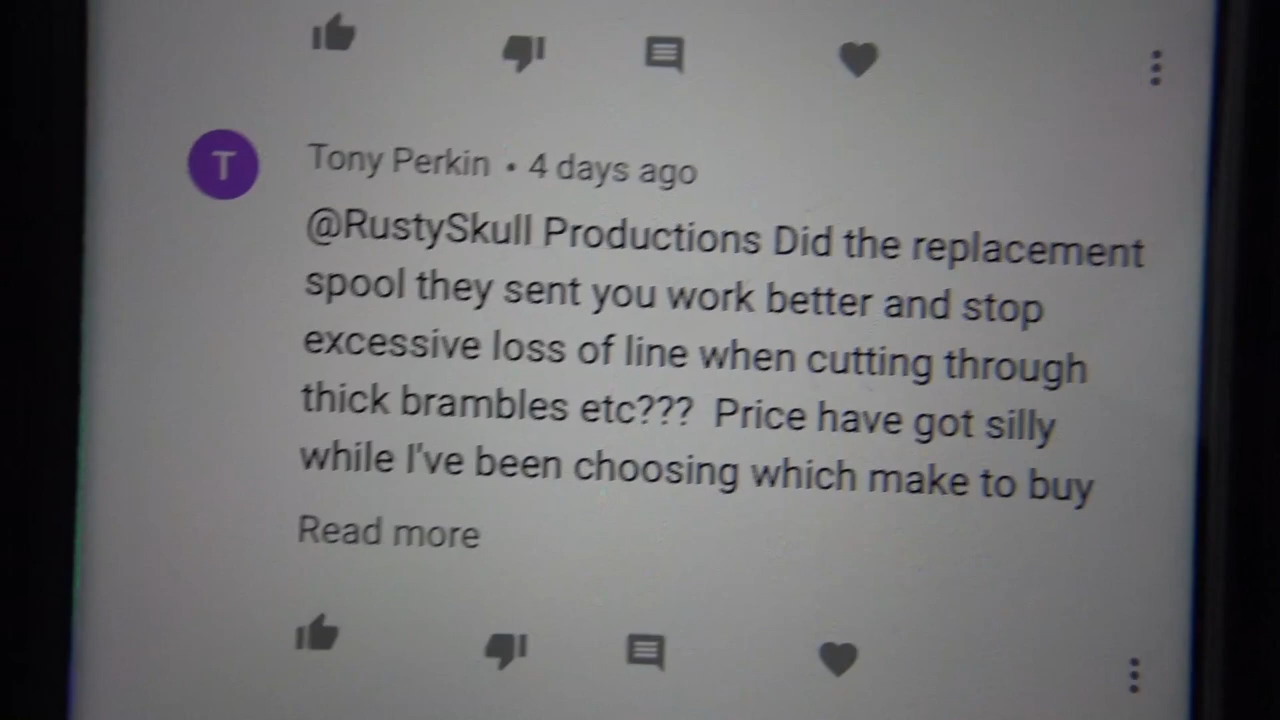 T
Tony Perkin • 4 days ago
@RustySkull Productions Did the replacement
spool they sent you work better and stop
excessive loss of line when cutting through
thick brambles etc???  Price have got silly
while I've been choosing which make to buy
Read more